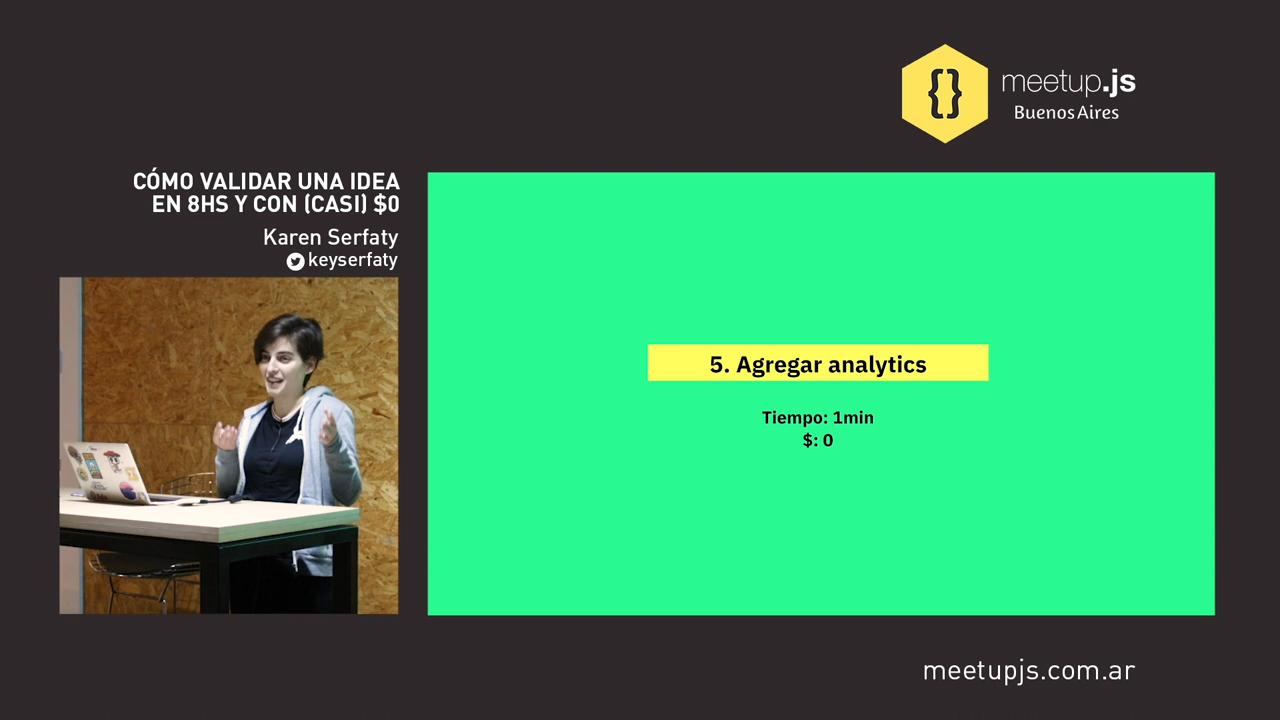 {}
meetup.js
Buenos Aires
CÓMO VALIDAR UNA IDEA
EN 8HS Y CON (CASI) $0
Karen Serfaty
keyserfaty
5. Agregar analytics
Tiempo: 1min
$: 0
meetupjs.com.ar